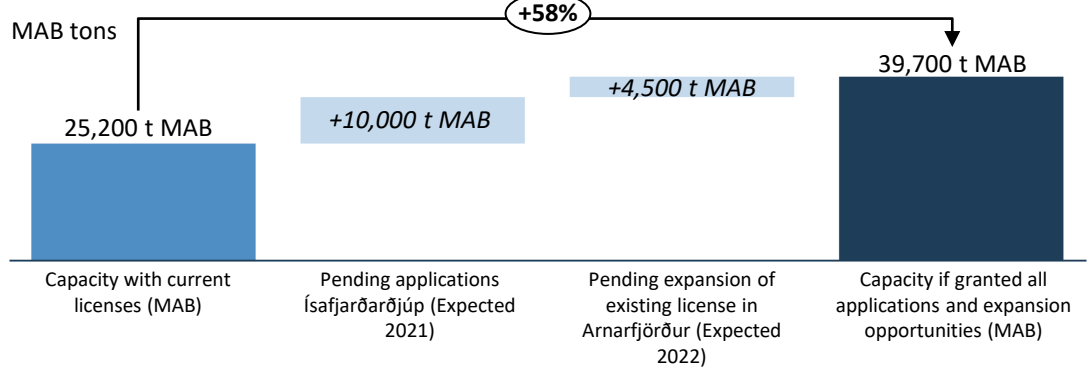 +58%
MAB tons
25,200 t MAB
+10,000 t MAB
+4,500 t MAB
39,700 t MAB
Capacity with current
licenses (MAB)
Pending applications
Ísafjarðarðjúp (Expected
2021)
Pending expansion of
existing license in
Arnarfjörður (Expected
2022)
Capacity if granted all
applications and expansion
opportunities (MAB)